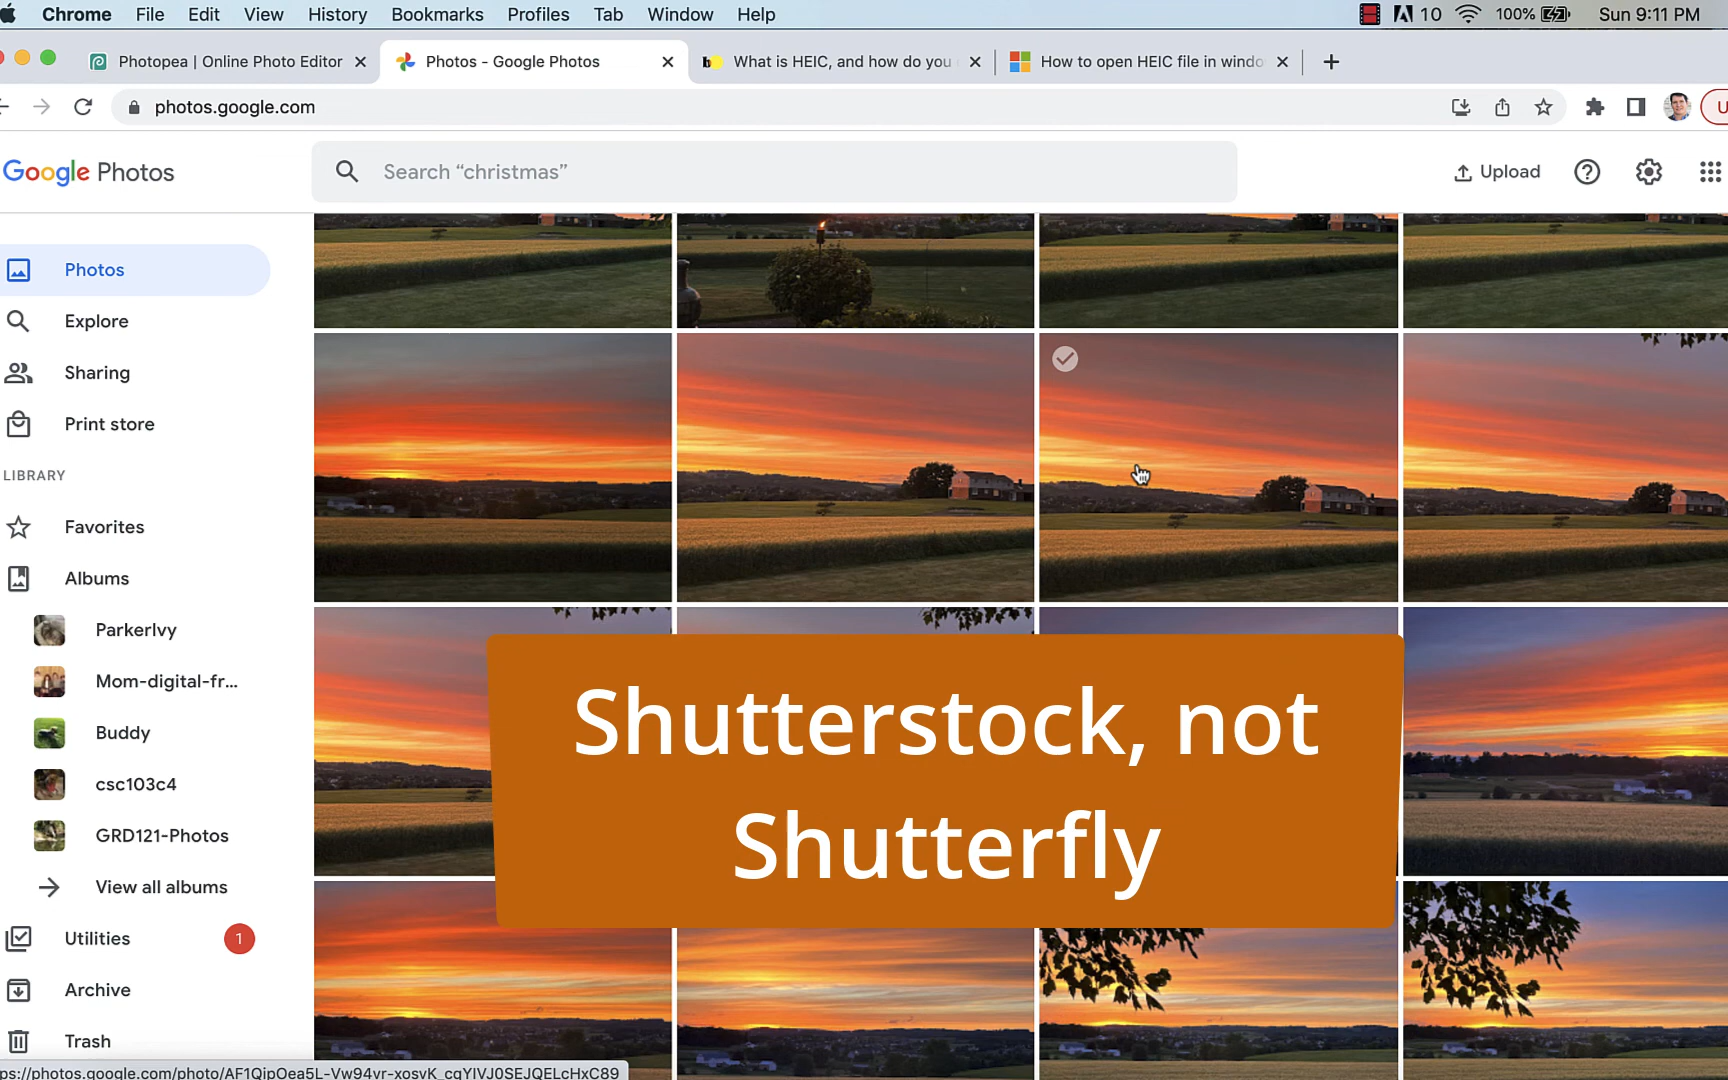 Chrome File Edit View History Bookmarks Profiles Tab Window Help 10 100% Sun 9:11 PM
Photopea | Online Photo Editor Photos - Google Photos What is HEIC, and how do you How to open HEIC file in windo
photos.google.com
Google Photos Search “christmas” Upload
Photos
Explore
Sharing
Print store
LIBRARY
Favorites
Albums
ParkerIvy
Mom-digital-fr...
Buddy
csc103c4
GRD121-Photos
View all albums
Utilities 1
Archive
Trash
Shutterstock, not
Shutterfly